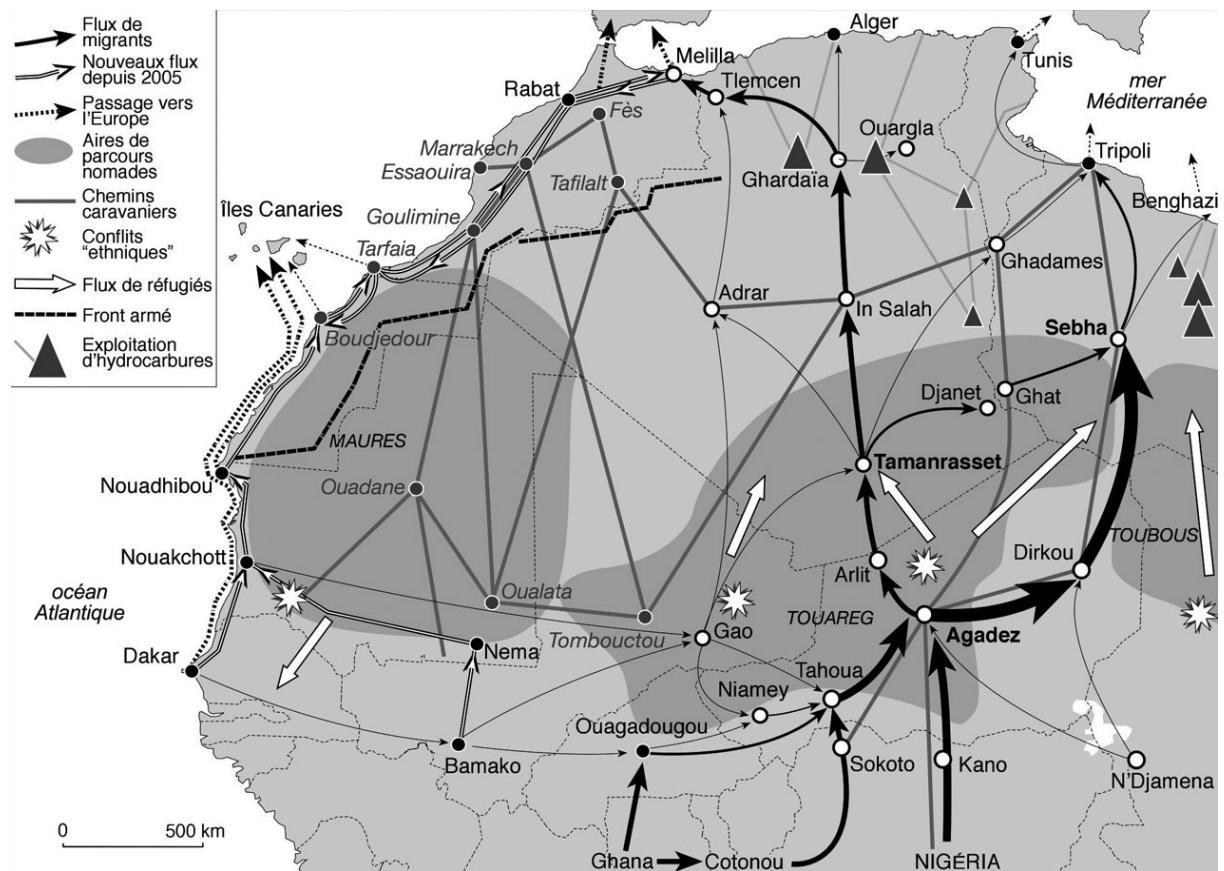 Flux de
migrants
Nouveaux flux
depuis 2005
Passage vers
l'Europe
Aires de
parcours
nomades
Chemins
caravaniers
Conflits
"ethniques"
Flux de réfugiés
Front armé
Exploitation
d'hydrocarbures
Alger
Tunis
mer
Méditerranée
Melilla
Tlemcen
Rabat
Fès
Ouargla
Marrakech
Essaouira
Ghardaïa
Tripoli
Tafilalt
Benghazi
îles Canaries
Goulimine
Tarfaia
Ghadames
Adrar
In Salah
Boudjedour
Sebha
Djanet
Ghat
MAURES
Tamanrasset
Nouadhibou
Ouadane
TOUBOUS
Nouakchott
Dirkou
Arlit
océan
Atlantique
Oualata
TOUAREG
Tombouctou
Gao
Agadez
Dakar
Nema
Tahoua
Niamey
Ouagadougou
Bamako
Sokoto
Kano
N'Djamena
0
500 km
Ghana
Cotonou
NIGÉRIA